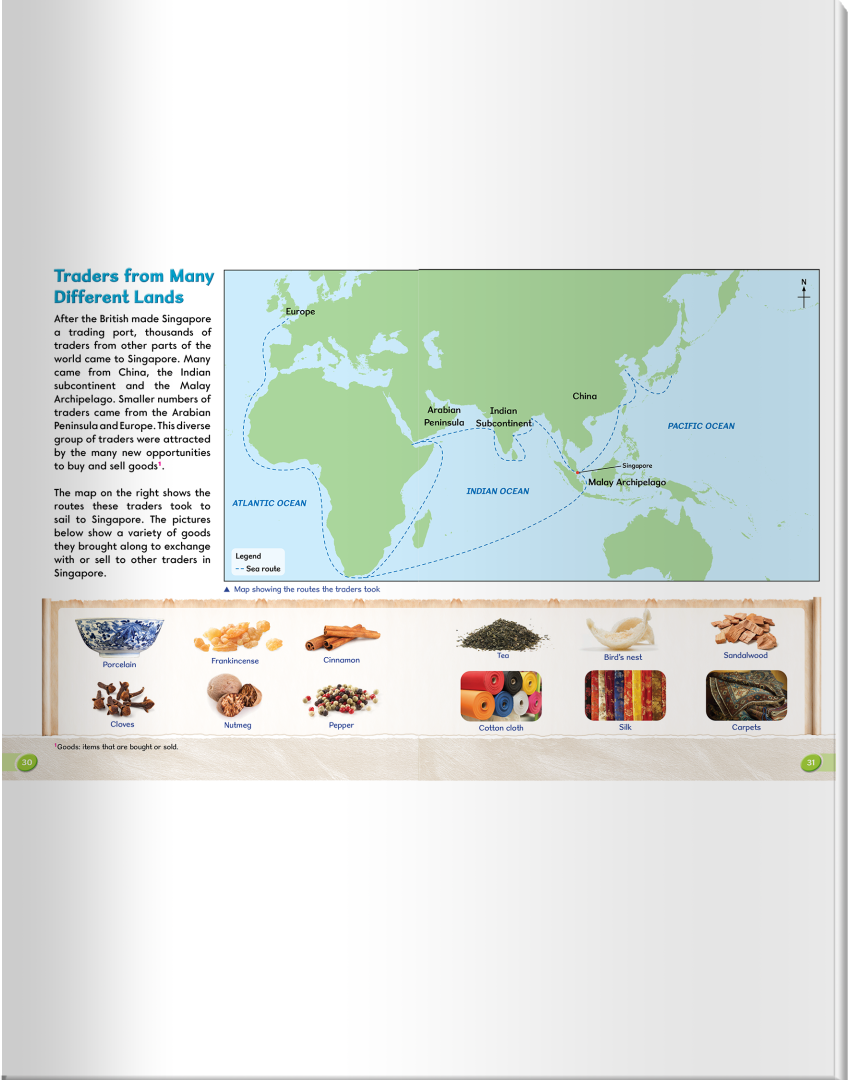 Traders from Many
Different Lands
After the British made Singapore
a trading port, thousands of
traders from other parts of the
world came to Singapore. Many
came from China, the Indian
subcontinent and the Malay
Archipelago. Smaller numbers of
traders came from the Arabian
Peninsula and Europe. This diverse
group of traders were attracted
by the many new opportunities
to buy and sell goods¹.
The map on the right shows the
routes these traders took to
sail to Singapore. The pictures
below show a variety of goods
they brought along to exchange
with or sell to other traders in
Singapore.
N
Europe
China
Arabian
Peninsula
Indian
Subcontinent
PACIFIC OCEAN
Singapore
Malay Archipelago
INDIAN OCEAN
ATLANTIC OCEAN
Legend
Sea route
▲ Map showing the routes the traders took
Porcelain
Frankincense
Cinnamon
Tea
Bird's nest
Sandalwood
Cloves
Nutmeg
Pepper
Cotton cloth
Silk
Carpets
¹Goods: items that are bought or sold.
30
31